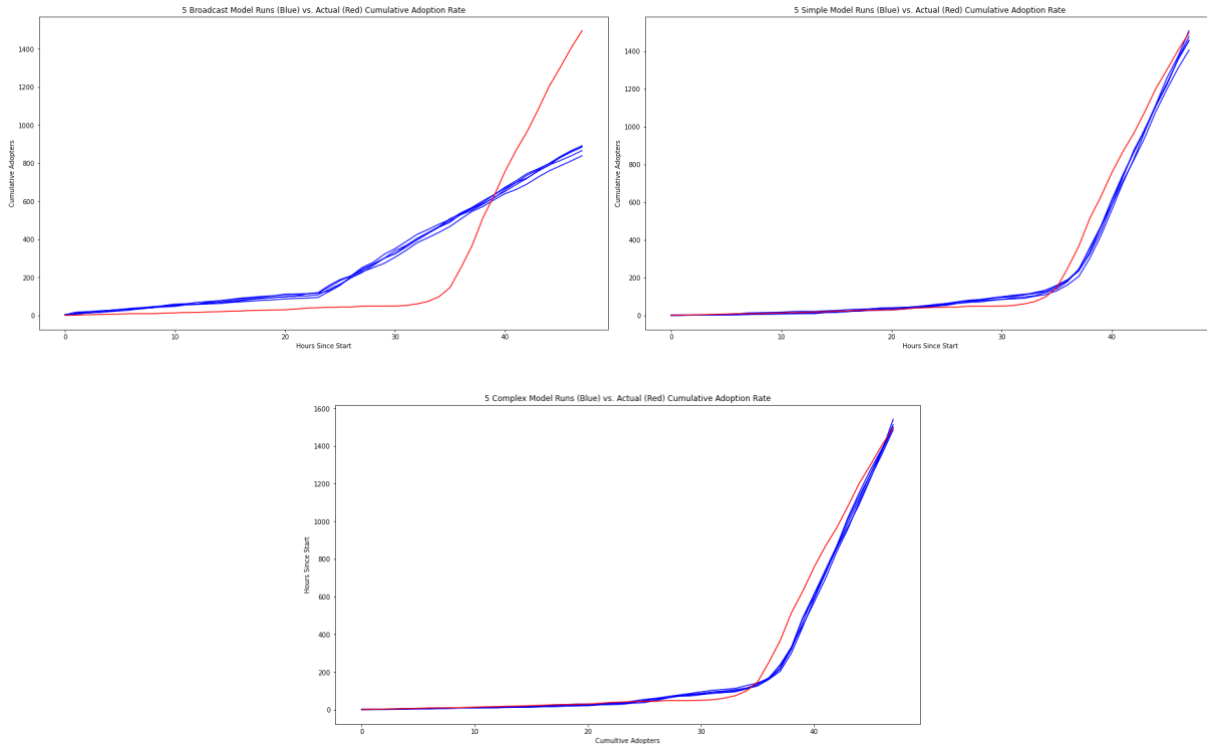 5 Broadcast Model Runs (Blue) vs. Actual (Red) Cumulative Adoption Rate
1400
1200
1000
800
600
400
200
0
Cumulative Adopters
0 10 20 30 40
Hours Since Start
5 Simple Model Runs (Blue) vs. Actual (Red) Cumulative Adoption Rate
1400
1200
1000
800
600
400
200
0
Cumulative Adopters
0 10 20 30 40
Hours Since Start
5 Complex Model Runs (Blue) vs. Actual (Red) Cumulative Adoption Rate
1600
1400
1200
1000
800
600
400
200
0
Hours Since Start
0 10 20 30 40
Cumultive Adopters